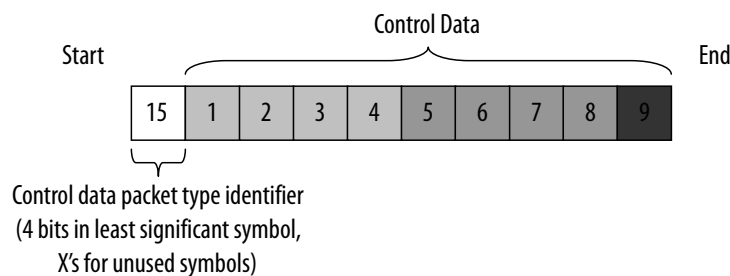 Control Data
Start
End
15 1 2 3 4 5 6 7 8 9
Control data packet type identifier
(4 bits in least significant symbol,
X's for unused symbols)